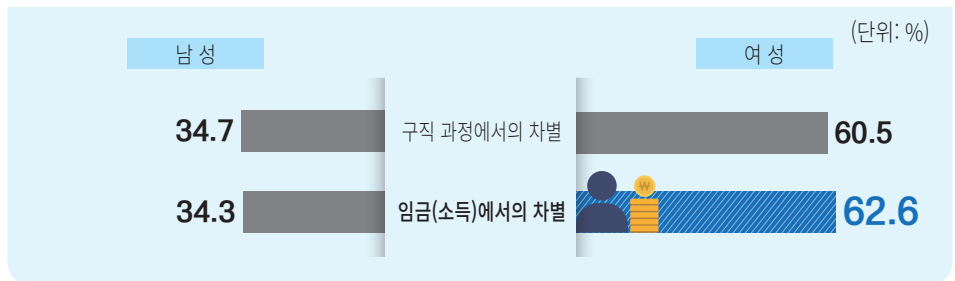 (단위: %)
남 성
여 성
34.7
구직 과정에서의 차별
60.5
34.3
임금(소득)에서의 차별
₩
62.6